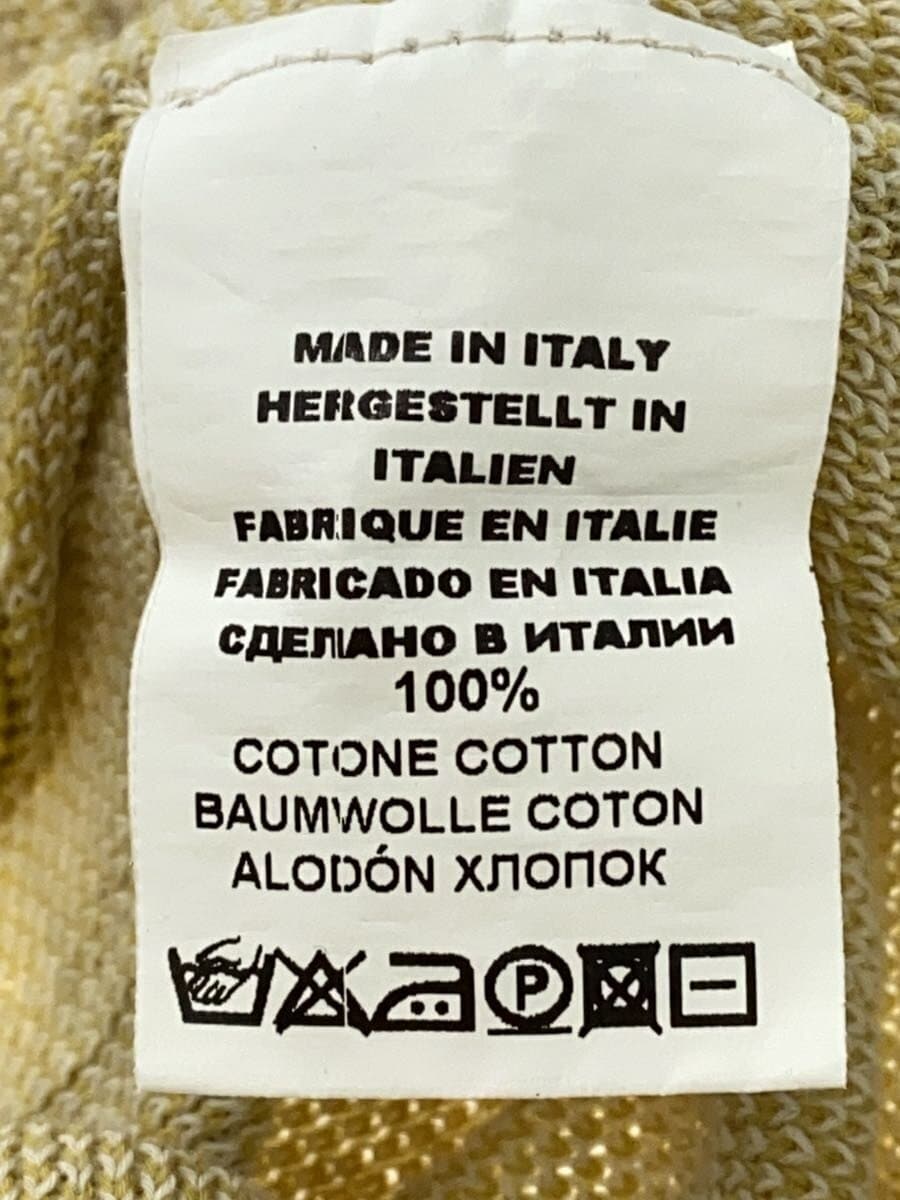 MADE IN ITALY
HERGESTELLT IN
ITALIEN
FABRIQUE EN ITALIE
FABRICADO EN ITALIA
СДЕЛАНО В ИТАЛИИ
100%
COTONE COTTON
BAUMWOLLE COTON
ALODÓN ХЛОПОК
P